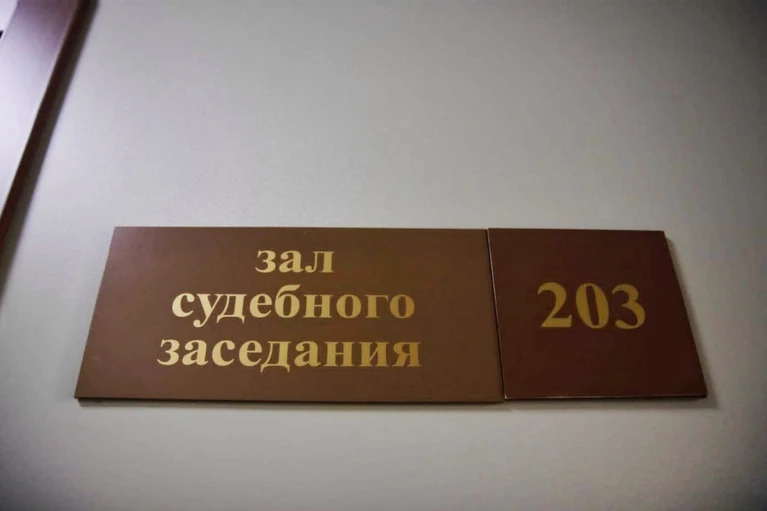 зал
судебного
заседания
203